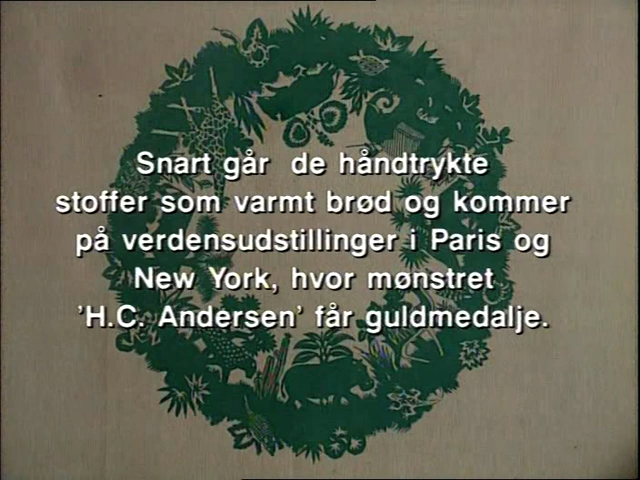 Snart går de håndtrykte
stoffer som varmt brød og kommer
på verdensudstillinger i Paris og
New York, hvor mønstret
'H.C. Andersen' får guldmedalje.